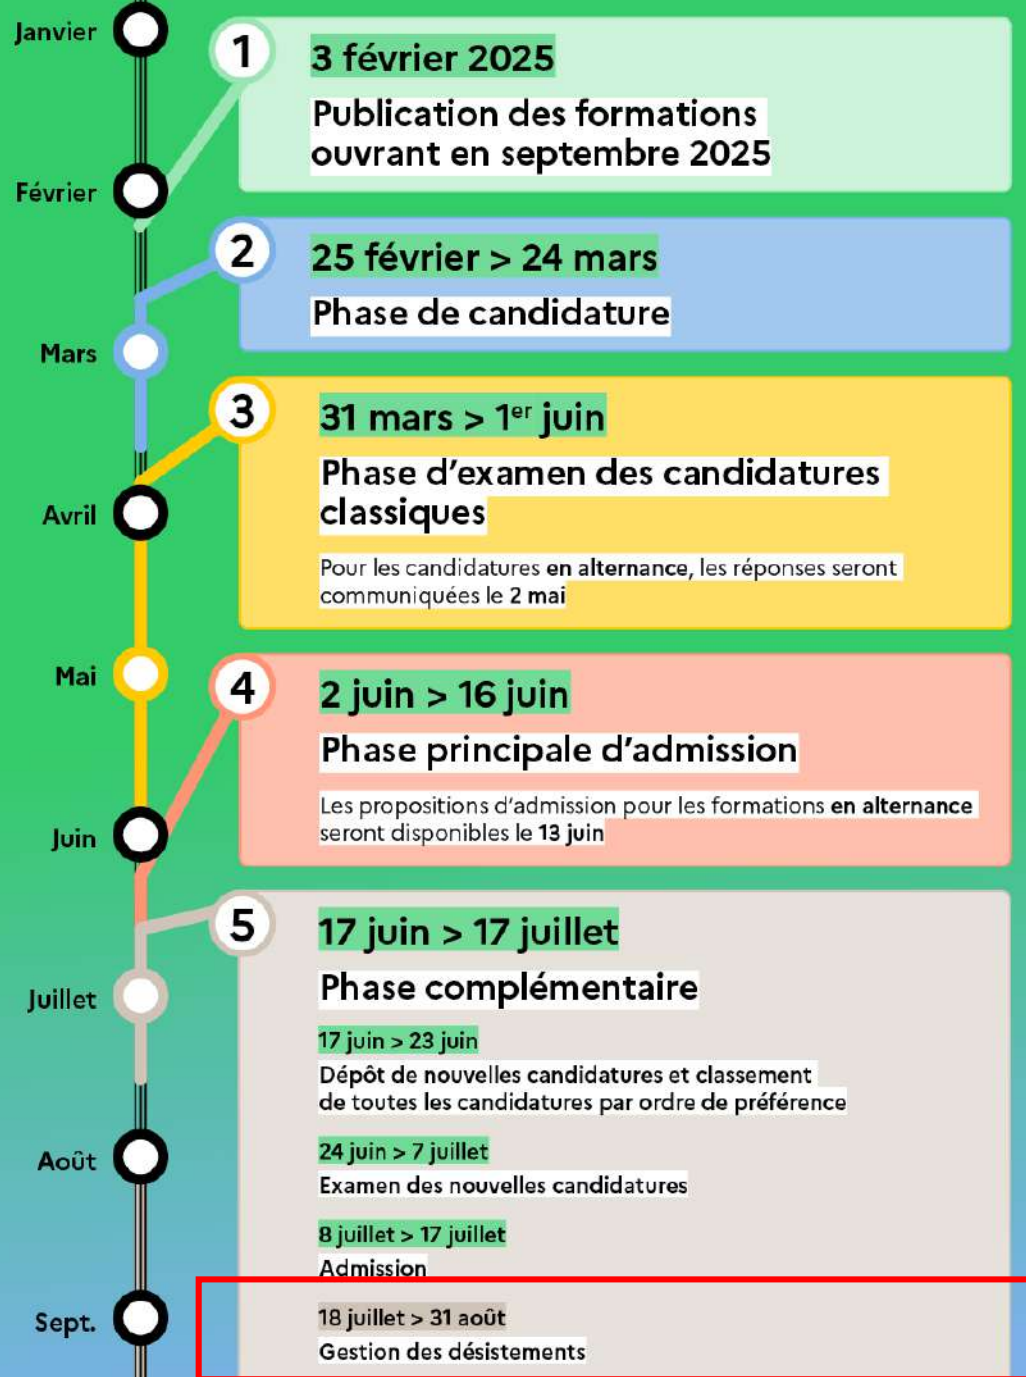 Janvier
1
3 février 2025
Publication des formations
ouvrant en septembre 2025
Février
2
25 février > 24 mars
Phase de candidature
Mars
3
31 mars > 1er juin
Phase d'examen des candidatures
classiques
Avril
Pour les candidatures en alternance, les réponses seront
communiquées le 2 mai
Mai
4
2 juin > 16 juin
Phase principale d'admission
Les propositions d'admission pour les formations en alternance
seront disponibles le 13 juin
Juin
5
17 juin > 17 juillet
Phase complémentaire
Juillet
17 juin > 23 juin
Dépôt de nouvelles candidatures et classement
de toutes les candidatures par ordre de préférence
Août
24 juin > 7 juillet
Examen des nouvelles candidatures
8 juillet > 17 juillet
Admission
Sept.
18 juillet > 31 août
Gestion des désistements